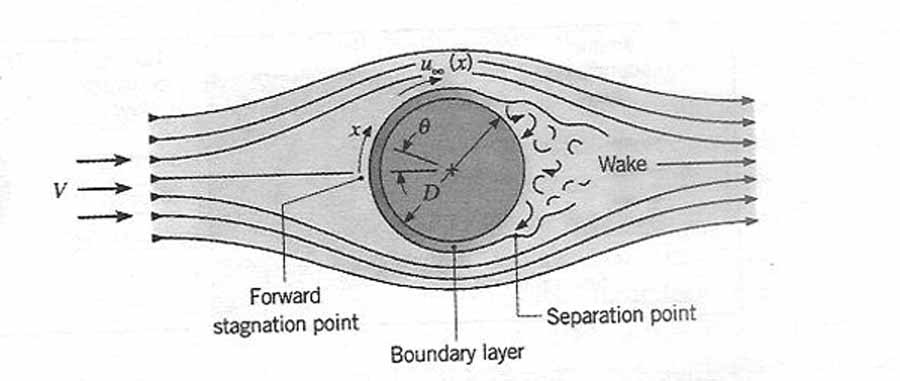 u∞ (x)
x
θ
D
V
Wake
Forward
stagnation point
Separation point
Boundary layer